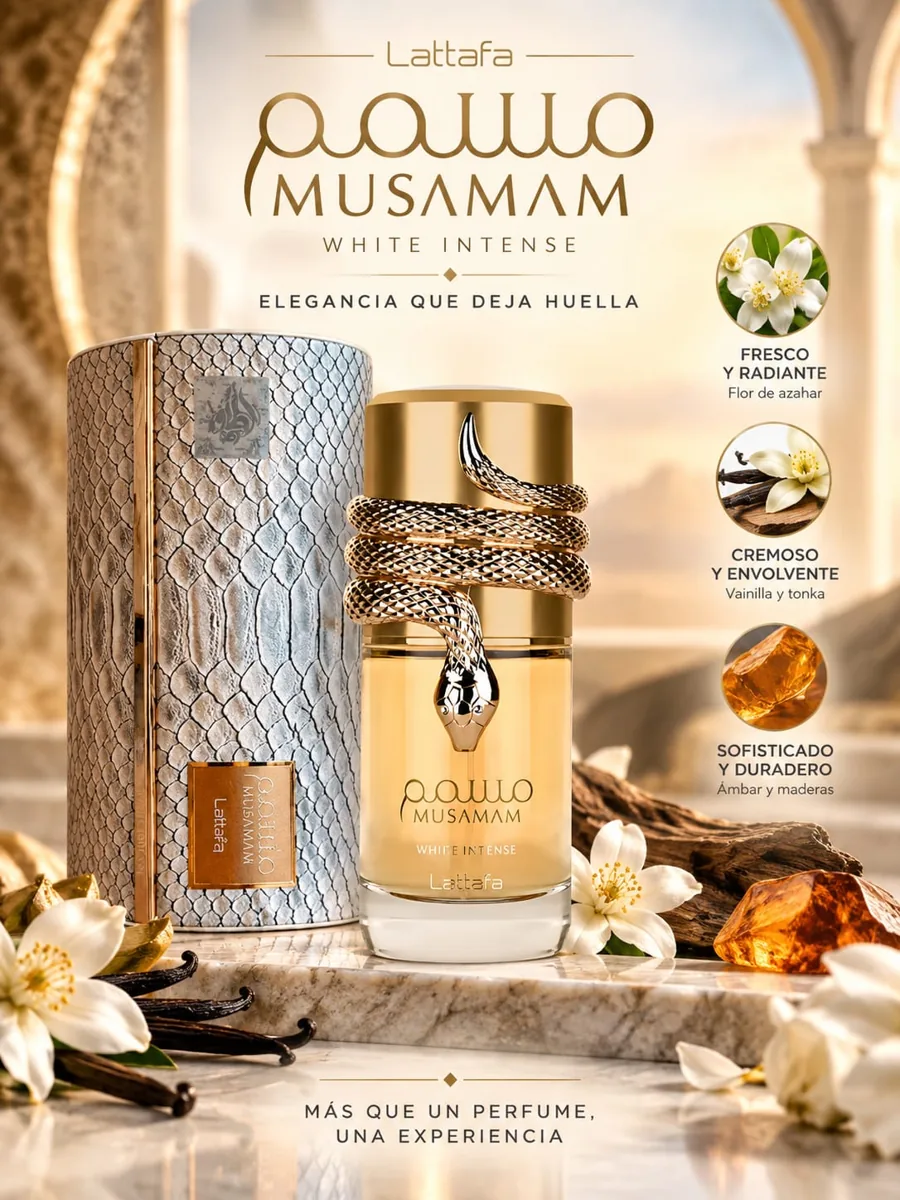 Lattafa
مسمم
MUSAMAM
WHITE INTENSE
ELEGANCIA QUE DEJA HUELLA
FRESCO
Y RADIANTE
Flor de azahar
CREMOSO
Y ENVOLVENTE
Vainilla y tonka
SOFISTICADO
Y DURADERO
Ámbar y maderas
مسمم
MUSAMAM
Lattafa
مسمم
MUSAMAM
WHITE INTENSE
Lattafa
MÁS QUE UN PERFUME,
UNA EXPERIENCIA